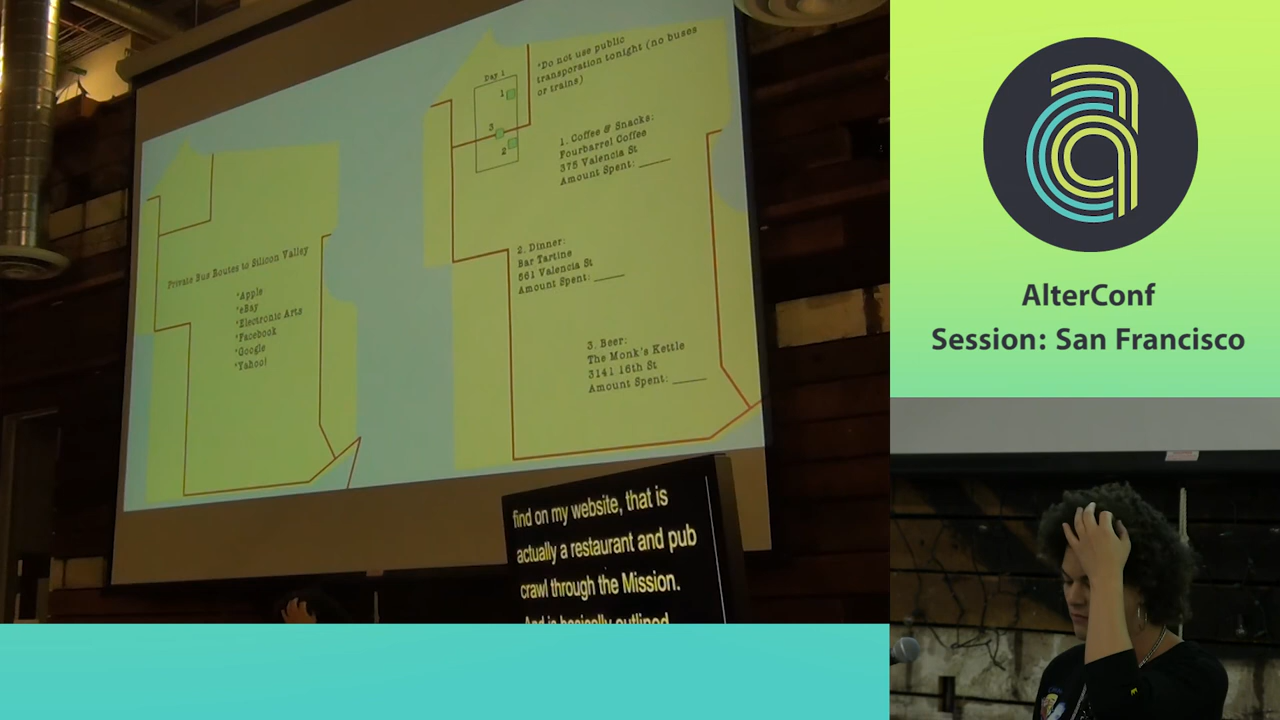 Private Bus Routes to Silicon Valley
*Apple
*eBay
*Electronic Arts
*Facebook
*Google
*Yahoo!
Day 1
1
3
2
*Do not use public
transporation tonight (no buses
or trains)
1. Coffee & Snacks:
Fourbarrel Coffee
375 Valencia St
Amount Spent: _____
2. Dinner:
Bar Tartine
561 Valencia St
Amount Spent: _____
3. Beer:
The Monk's Kettle
3141 16th St
Amount Spent: _____
find on my website, that is
actually a restaurant and pub
crawl through the Mission.
And is basically outlined
AlterConf
Session: San Francisco